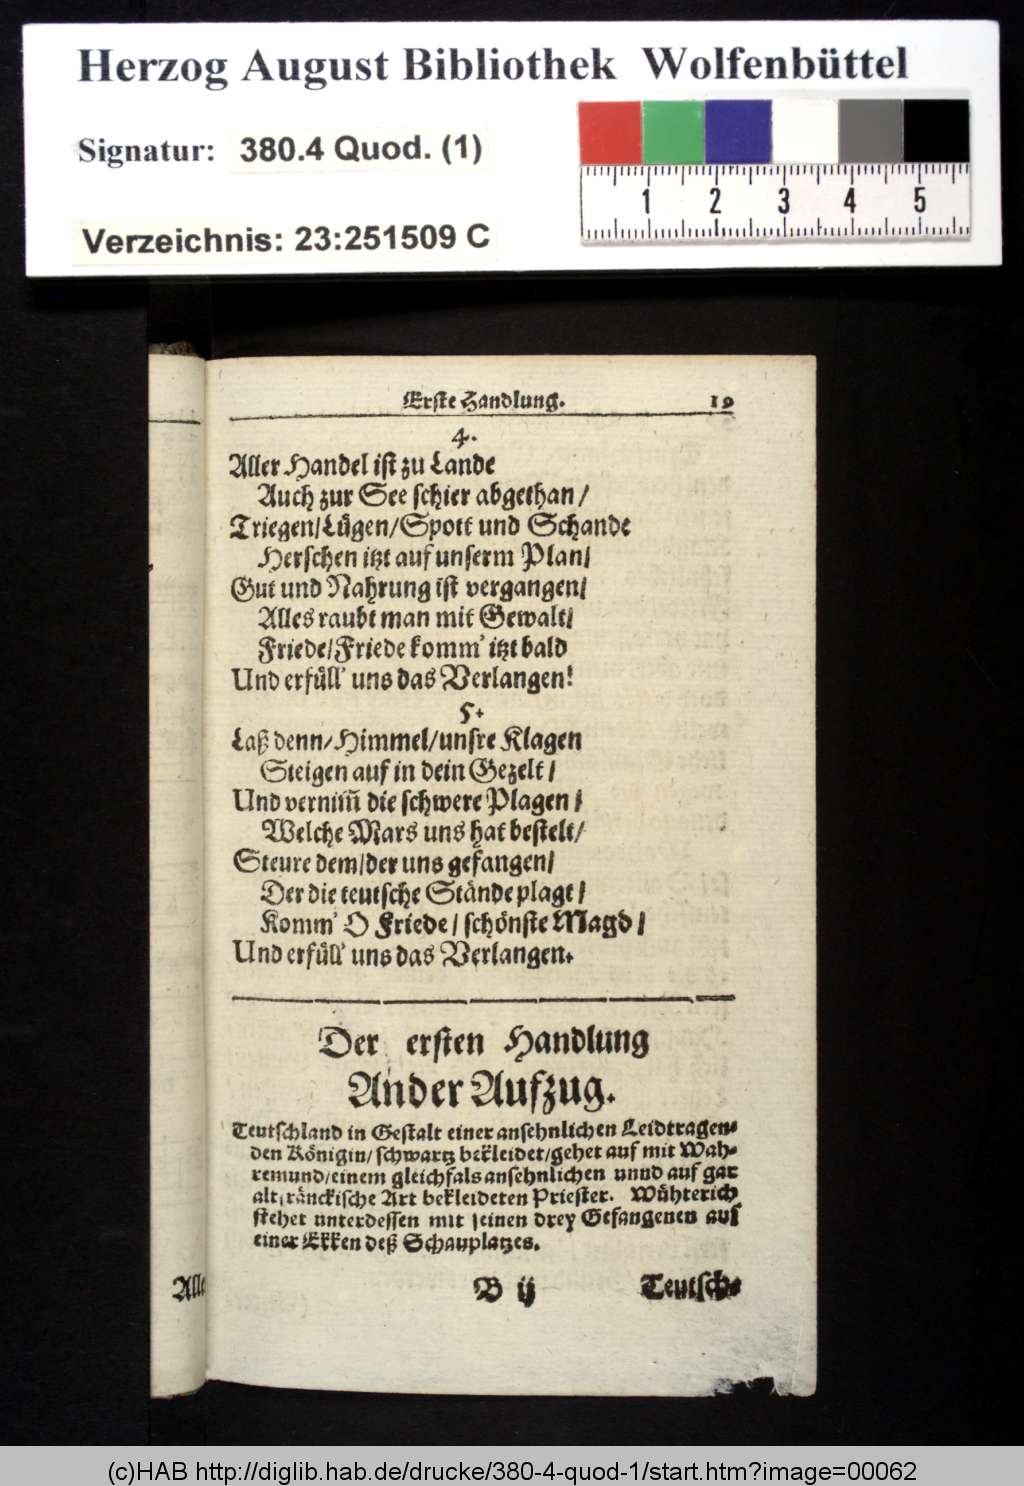 Herzog August Bibliothek Wolfenbüttel
Signatur: 380.4 Quod. (1)
Verzeichnis: 23:251509 C
1 2 3 4 5
Erste Handlung. 19
4.
Aller Handel ist zu Lande
Auch zur See schier abgethan/
Triegen/Lügen/Spott und Schande
Herschen itzt auf unserm Plan/
Gut und Nahrung ist vergangen/
Alles raubt man mit Gewalt/
Friede/Friede komm' itzt bald
Und erfüll' uns das Verlangen!
5.
Laß denn/Himmel/unsre Klagen
Steigen auf in dein Gezelt/
Und vernim̃ die schwere Plagen/
Welche Mars uns hat bestelt/
Steure dem/der uns gefangen/
Der die teutsche Stände plagt/
Komm' O Friede/schönste Magd/
Und erfüll' uns das Verlangen.
Der ersten Handlung
Ander Aufzug.
Teutschland in Gestalt einer ansehnlichen Leidtragen-
den Königin/schwartz bekleidet/gehet auf mit Wah-
remund/einem gleichfals ansehnlichen unnd auf gar
altfränckische Art bekleideten Priester. Wühterich
stehet unterdessen mit seinen drey Gefangenen auf
einer Ekken deß Schauplatzes.
Alle
B ij Teutsch-
(c)HAB http://diglib.hab.de/drucke/380-4-quod-1/start.htm?image=00062